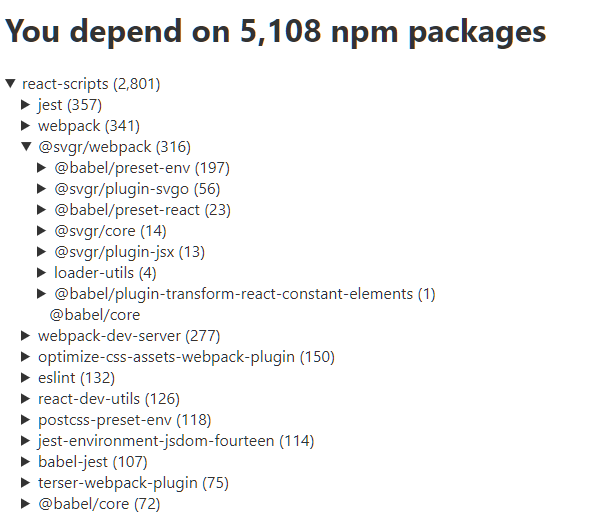 You depend on 5,108 npm packages
react-scripts (2,801)
jest (357)
webpack (341)
@svgr/webpack (316)
@babel/preset-env (197)
@svgr/plugin-svgo (56)
@babel/preset-react (23)
@svgr/core (14)
@svgr/plugin-jsx (13)
loader-utils (4)
@babel/plugin-transform-react-constant-elements (1)
@babel/core
webpack-dev-server (277)
optimize-css-assets-webpack-plugin (150)
eslint (132)
react-dev-utils (126)
postcss-preset-env (118)
jest-environment-jsdom-fourteen (114)
babel-jest (107)
terser-webpack-plugin (75)
@babel/core (72)